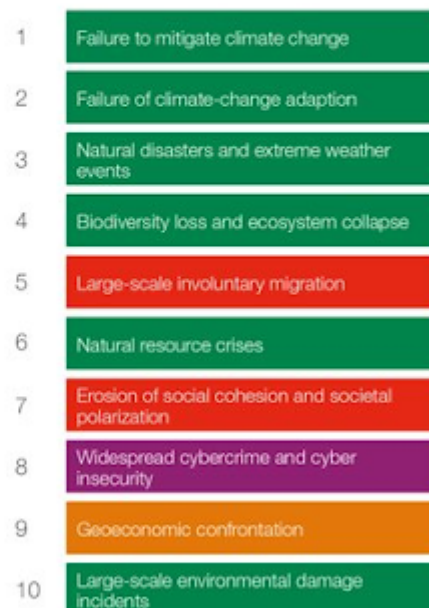 1
Failure to mitigate climate change
2
Failure of climate-change adaption
3
Natural disasters and extreme weather
events
4
Biodiversity loss and ecosystem collapse
5
Large-scale involuntary migration
6
Natural resource crises
7
Erosion of social cohesion and societal
polarization
8
Widespread cybercrime and cyber
insecurity
9
Geoeconomic confrontation
10
Large-scale environmental damage
incidents